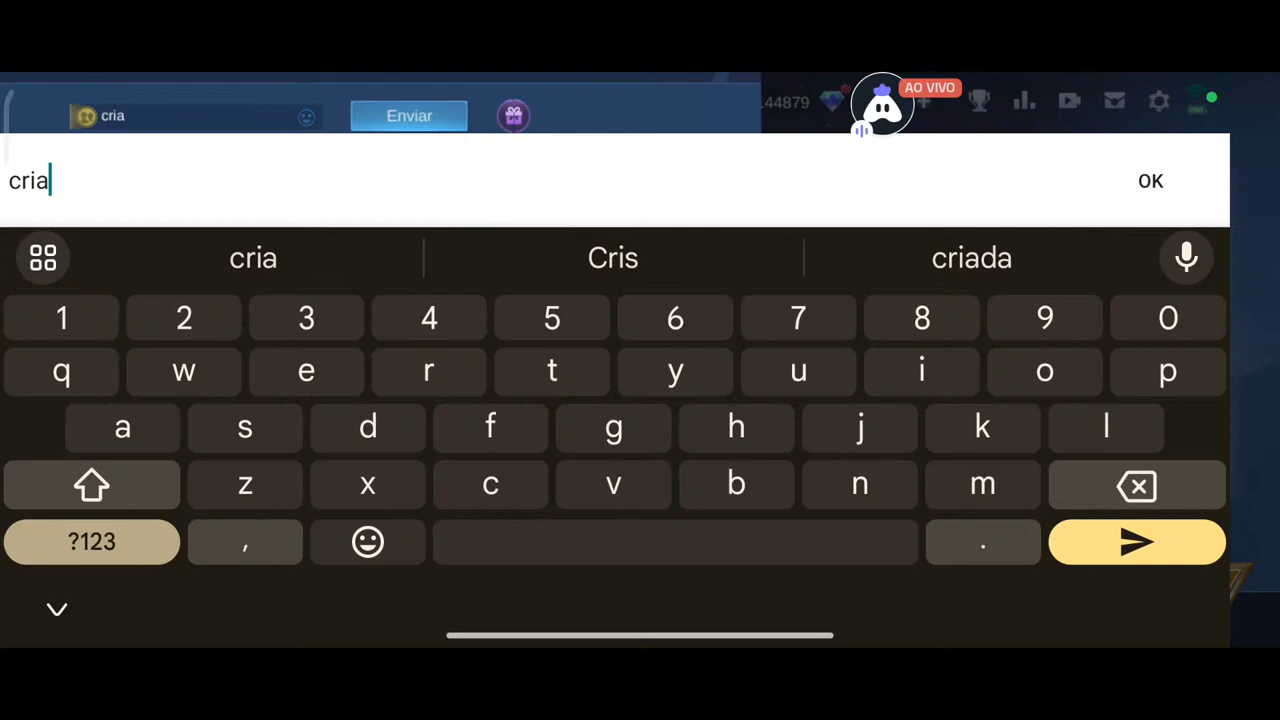 AO VIVO
44879
cria Enviar
cria OK
cria Cris criada
1 2 3 4 5 6 7 8 9 0
q w e r t y u i o p
a s d f g h j k l
z x c v b n m
?123 , .